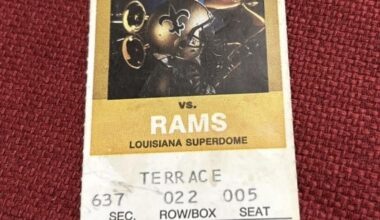 vs.
RAMS
LOUISIANA SUPERDOME
TERRACE
637 022 005
SEC. ROW/BOX SEAT